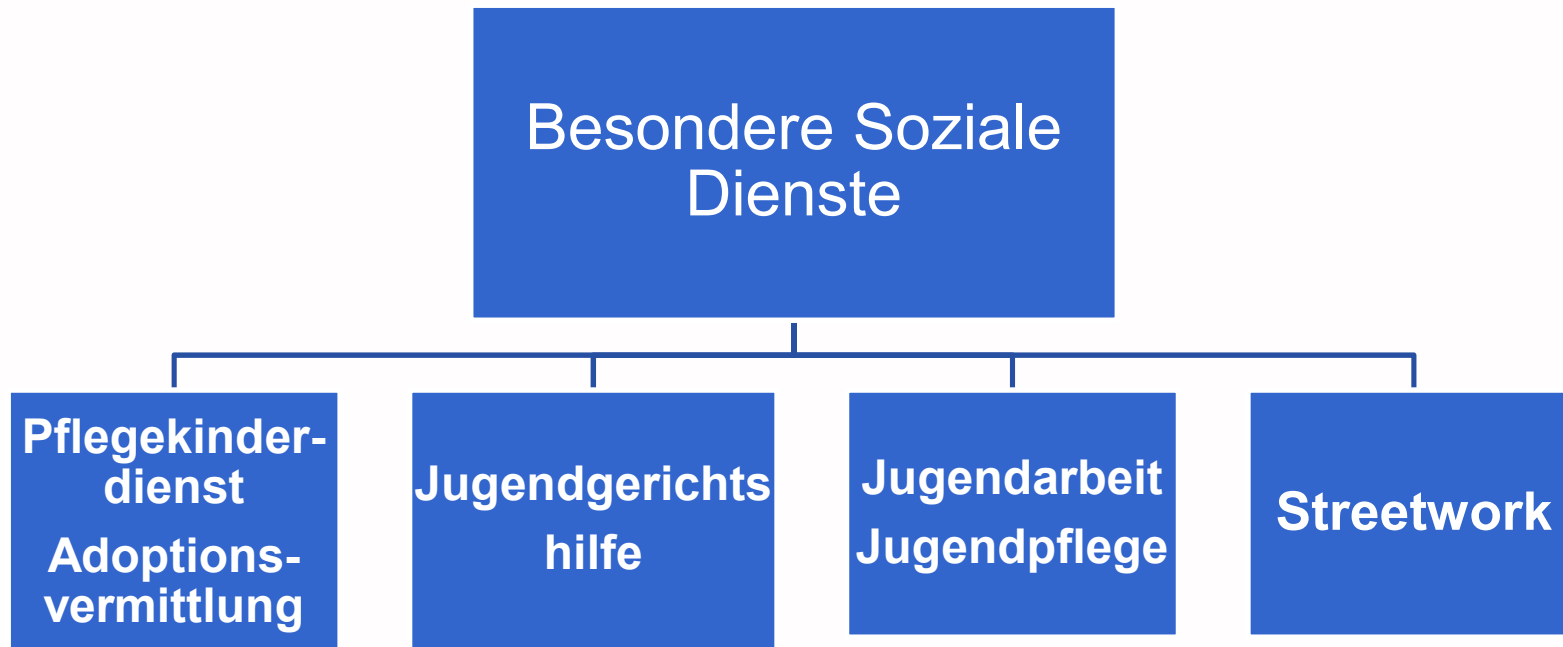 Besondere Soziale
Dienste
Pflegekinder-
dienst
Adoptions-
vermittlung
Jugendgerichts
hilfe
Jugendarbeit
Jugendpflege
Streetwork